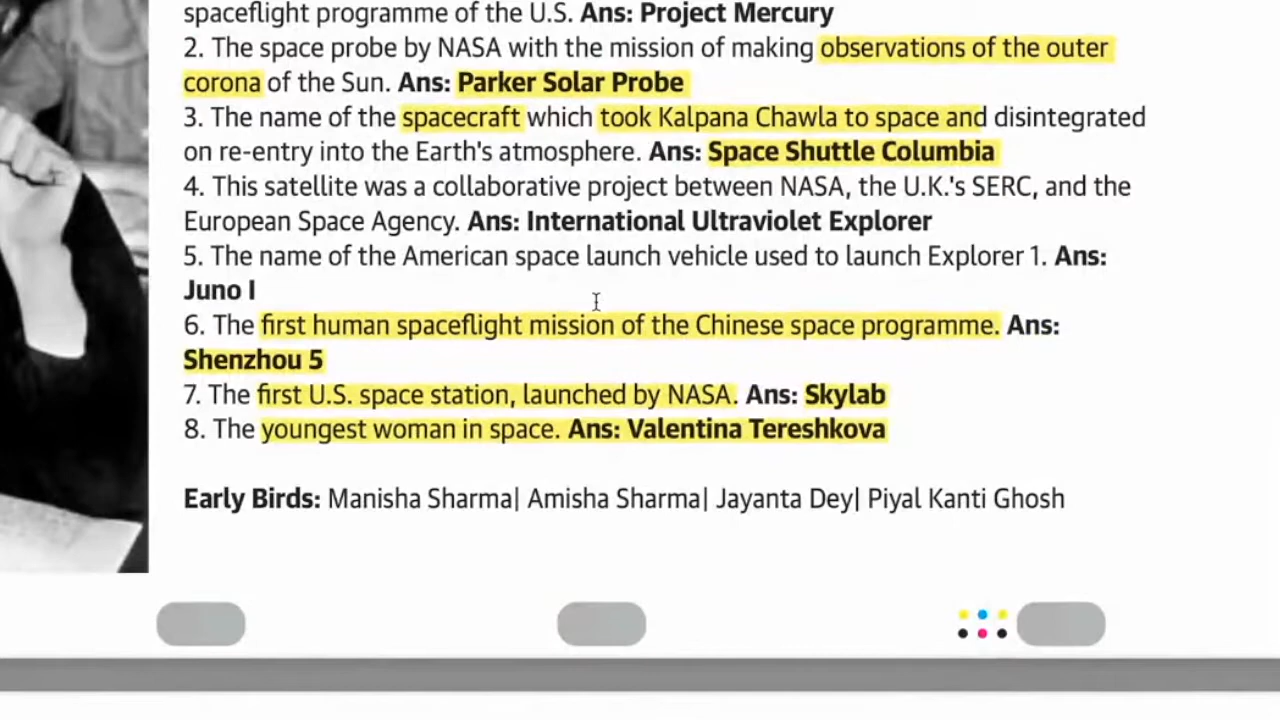 spaceflight programme of the U.S. Ans: Project Mercury
2. The space probe by NASA with the mission of making observations of the outer
corona of the Sun. Ans: Parker Solar Probe
3. The name of the spacecraft which took Kalpana Chawla to space and disintegrated
on re-entry into the Earth's atmosphere. Ans: Space Shuttle Columbia
4. This satellite was a collaborative project between NASA, the U.K.'s SERC, and the
European Space Agency. Ans: International Ultraviolet Explorer
5. The name of the American space launch vehicle used to launch Explorer 1. Ans:
Juno I
6. The first human spaceflight mission of the Chinese space programme. Ans:
Shenzhou 5
7. The first U.S. space station, launched by NASA. Ans: Skylab
8. The youngest woman in space. Ans: Valentina Tereshkova
Early Birds: Manisha Sharma| Amisha Sharma| Jayanta Dey| Piyal Kanti Ghosh